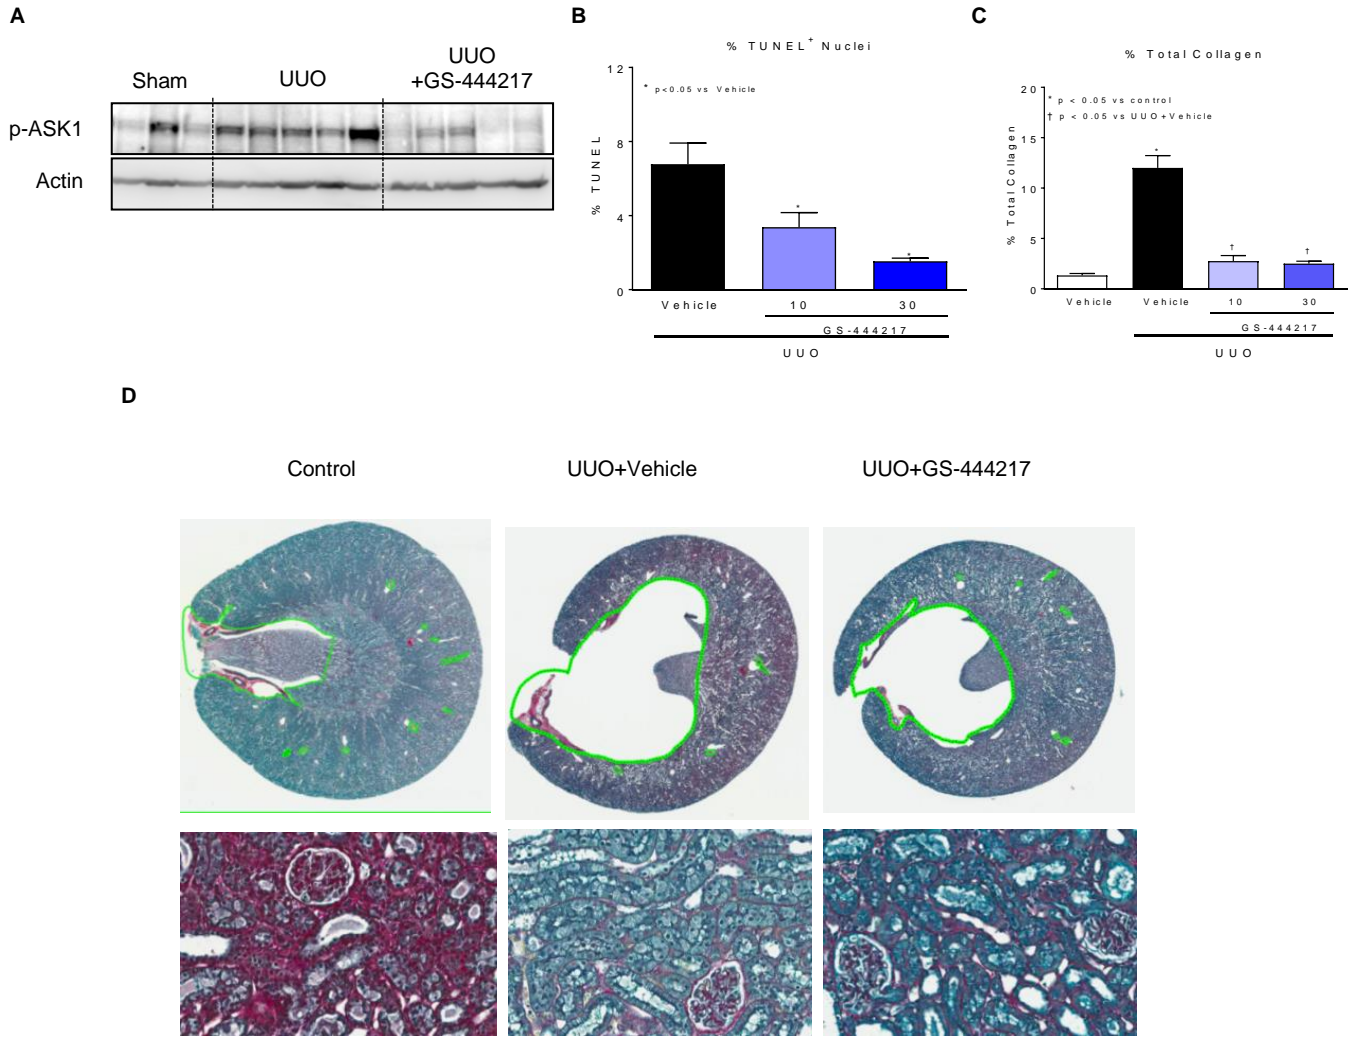 A
Sham
UUO
UUO
+GS-444217
p-ASK1
Actin
B
% TUNEL+ Nuclei
* p<0.05 vs Vehicle
% TUNEL
12
8
4
0
*
*
Vehicle
10
30
GS-444217
UUO
C
% Total Collagen
* p < 0.05 vs control
† p < 0.05 vs UUO+Vehicle
% Total Collagen
20
15
10
5
0
*
†
†
Vehicle
Vehicle
10
30
GS-444217
UUO
D
Control
UUO+Vehicle
UUO+GS-444217